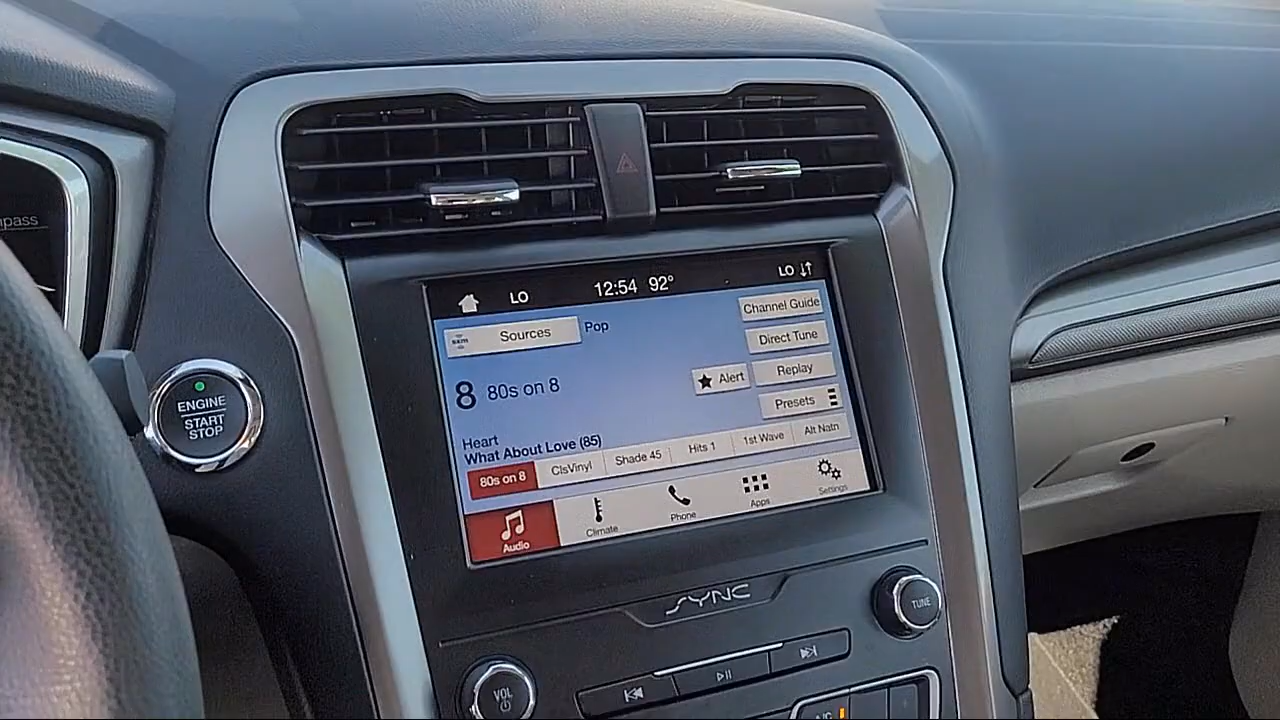 pass
ENGINE
START
STOP
LO
12:54 92°
LO
sxm
Sources
Pop
Channel Guide
Direct Tune
8 80s on 8
Alert
Replay
Presets
Heart
What About Love (85)
80s on 8
ClsVinyl
Shade 45
Hits 1
1st Wave
Alt Natn
Audio
Climate
Phone
Apps
Settings
SYNC
VOL
TUNE
A/C